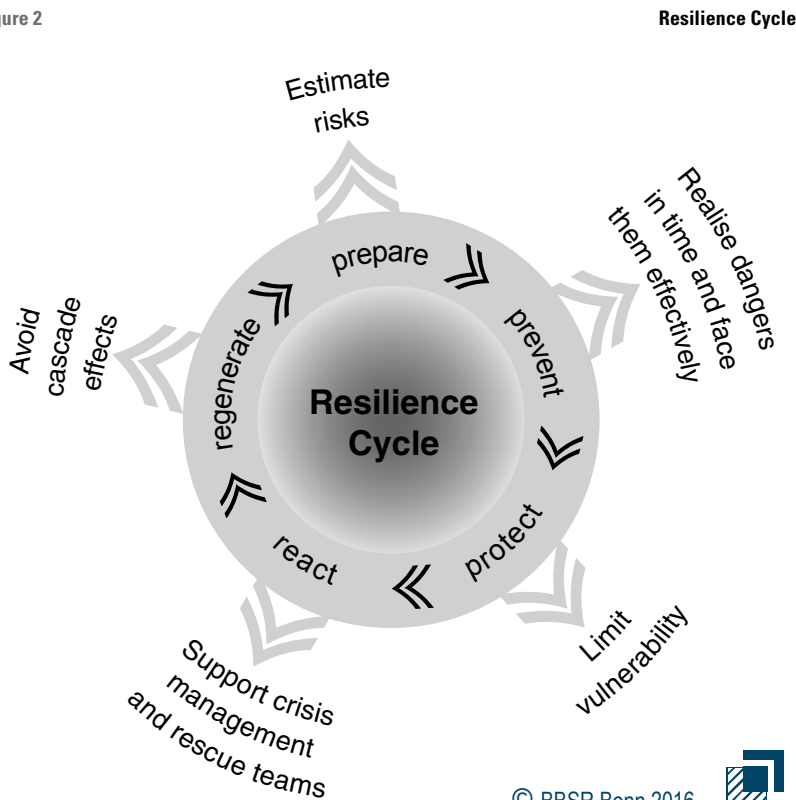 Figure 2
Resilience Cycle
Estimate
risks
Realise dangers
in time and face
them effectively
Limit
vulnerability
Support crisis
management
and rescue teams
Avoid
cascade
effects
prepare
prevent
protect
react
regenerate
Resilience
Cycle
© BBSR Bonn 2016